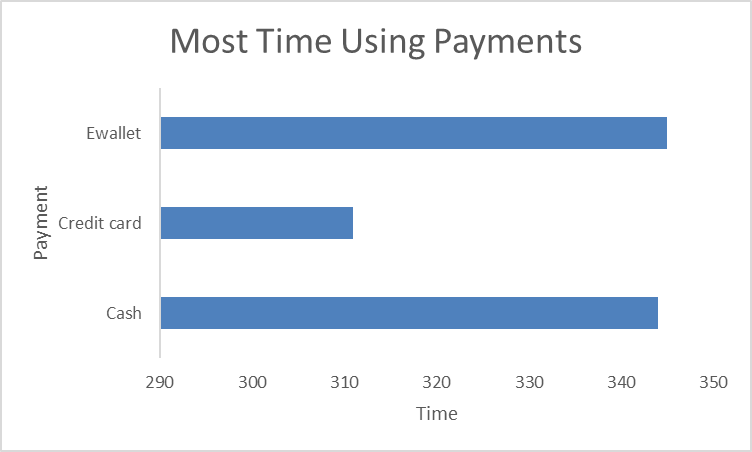 Most Time Using Payments
Ewallet
Credit card
Cash
Payment
290 300 310 320 330 340 350
Time